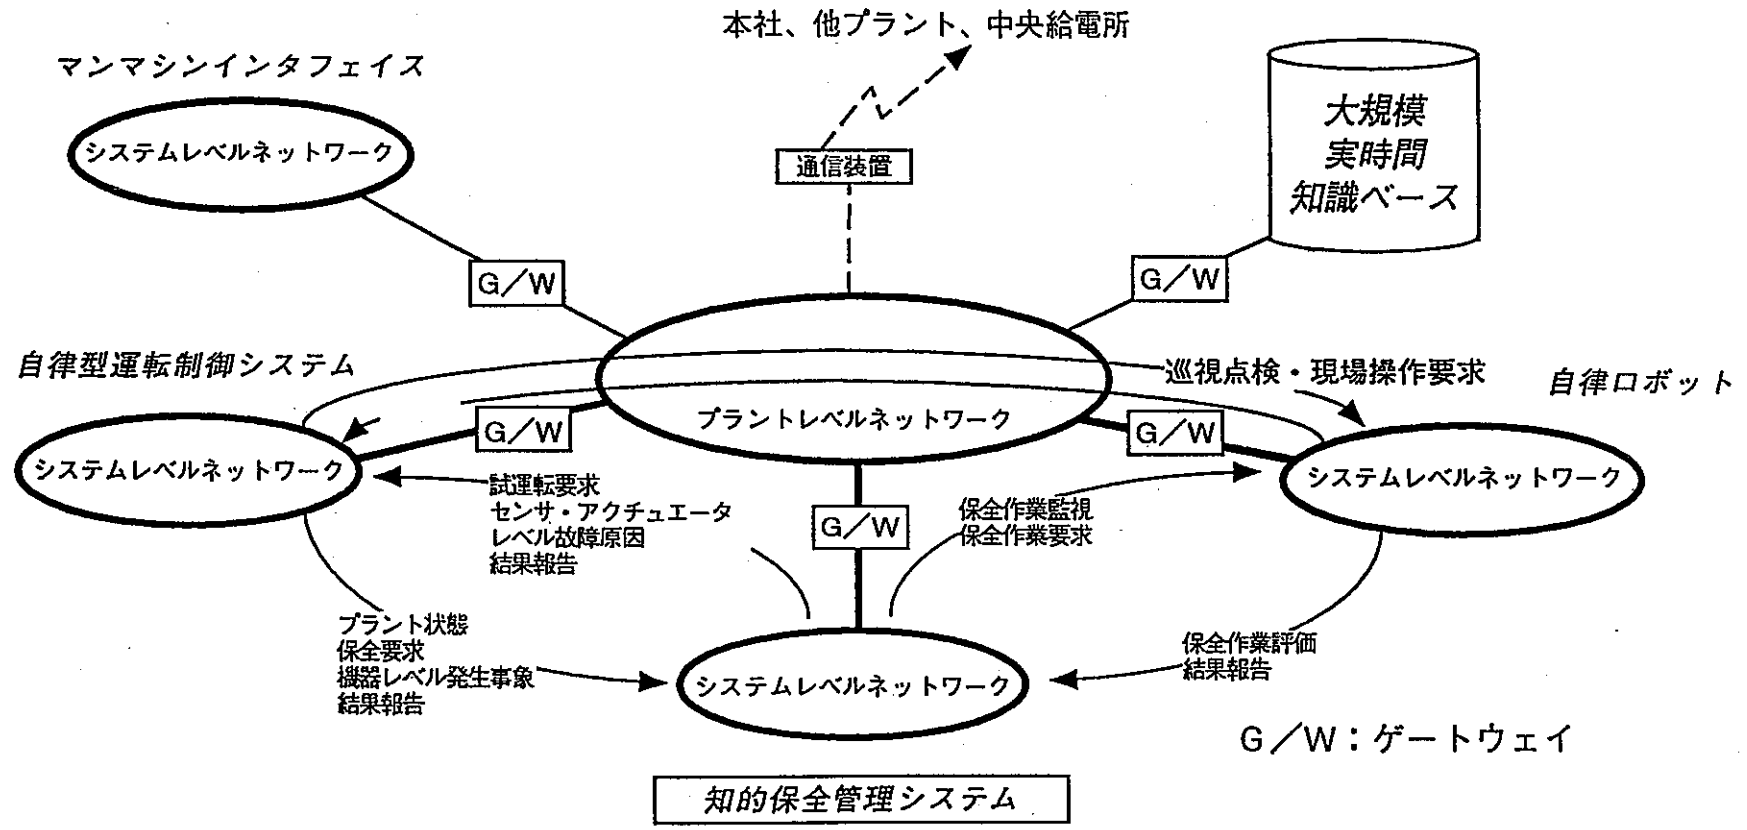 本社、他プラント、中央給電所
マンマシンインタフェイス
システムレベルネットワーク
通信装置
大規模
実時間
知識ベース
G／W
G／W
自律型運転制御システム
巡視点検・現場操作要求
自律ロボット
プラントレベルネットワーク
G／W
G／W
システムレベルネットワーク
システムレベルネットワーク
試運転要求
センサ・アクチュエータ
レベル故障原因
結果報告
G／W
保全作業監視
保全作業要求
プラント状態
保全要求
機器レベル発生事象
結果報告
システムレベルネットワーク
保全作業評価
結果報告
G／W：ゲートウェイ
知的保全管理システム